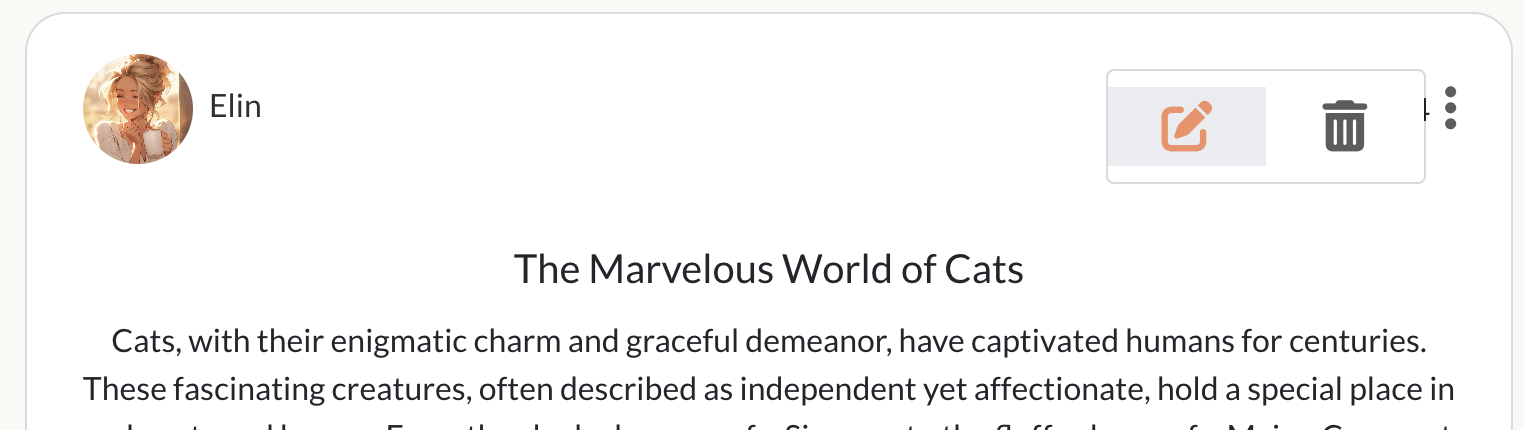 Elin
4
The Marvelous World of Cats
Cats, with their enigmatic charm and graceful demeanor, have captivated humans for centuries.
These fascinating creatures, often described as independent yet affectionate, hold a special place in